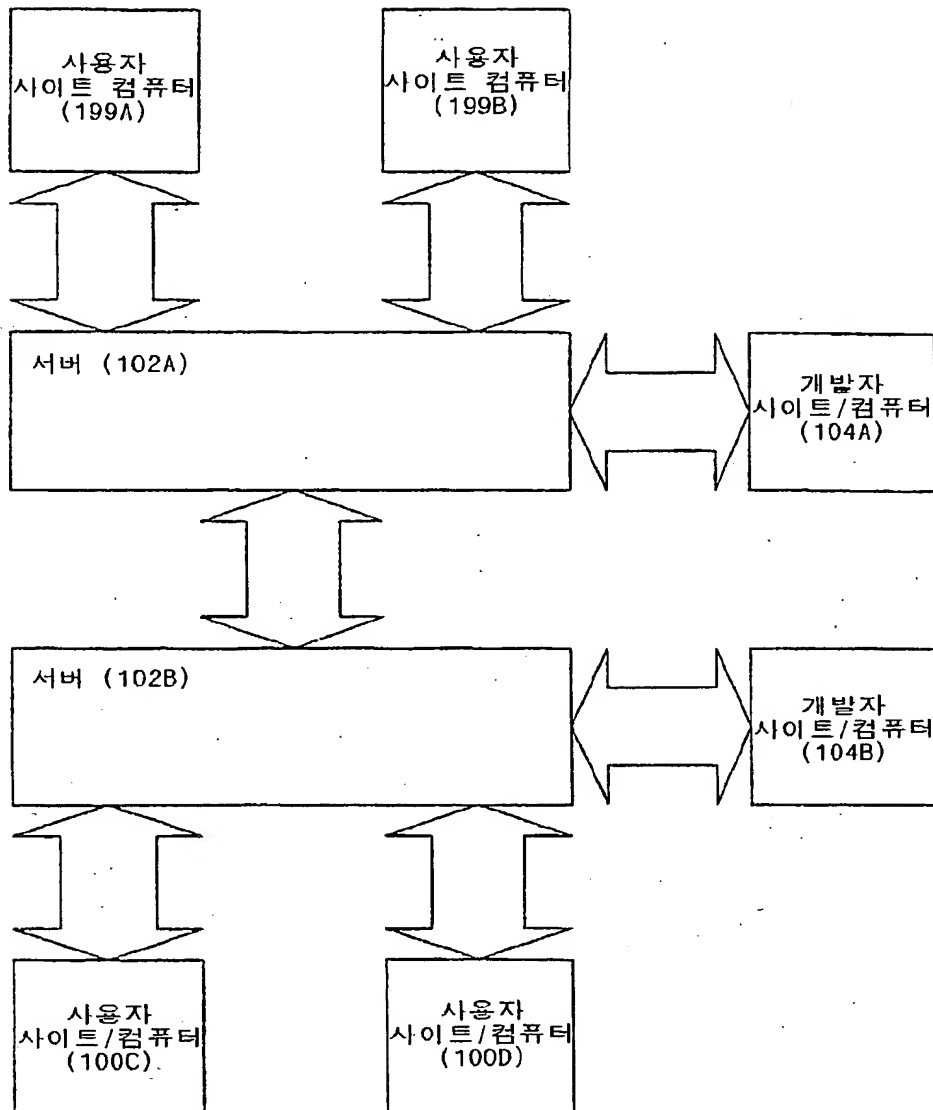 사용자
사이트 컴퓨터
(199A)
사용자
사이트 컴퓨터
(199B)
서버 (102A)
개발자
사이트/컴퓨터
(104A)
서버 (102B)
개발자
사이트/컴퓨터
(104B)
사용자
사이트/컴퓨터
(100C)
사용자
사이트/컴퓨터
(100D)